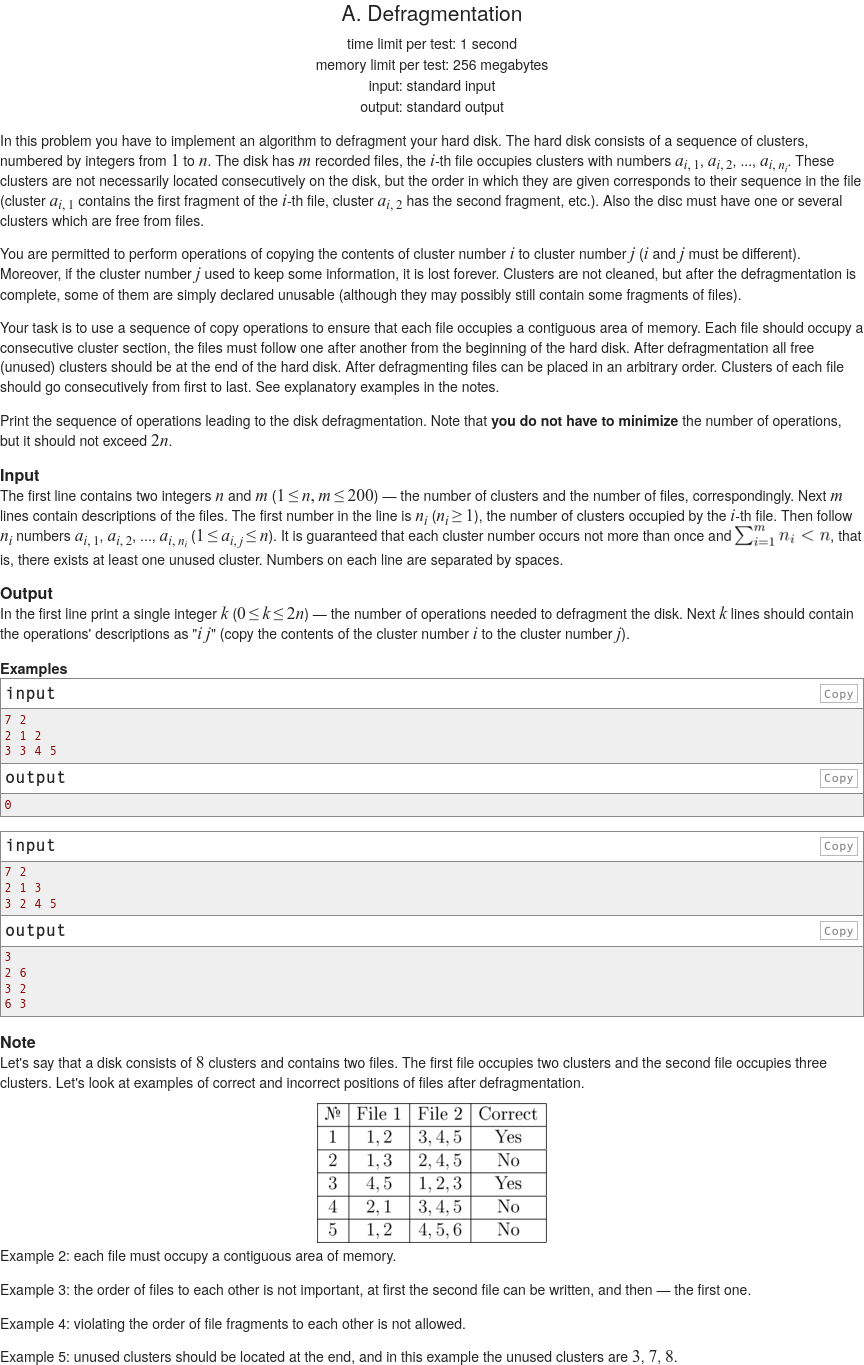 A. Defragmentation
time limit per test: 1 second
memory limit per test: 256 megabytes
input: standard input
output: standard output
In this problem you have to implement an algorithm to defragment your hard disk. The hard disk consists of a sequence of clusters,
numbered by integers from 1 to n. The disk has m recorded files, the i-th file occupies clusters with numbers a_{i, 1}, a_{i, 2}, ..., a_{i, n_i}. These
clusters are not necessarily located consecutively on the disk, but the order in which they are given corresponds to their sequence in the file
(cluster a_{i, 1} contains the first fragment of the i-th file, cluster a_{i, 2} has the second fragment, etc.). Also the disc must have one or several
clusters which are free from files.
You are permitted to perform operations of copying the contents of cluster number i to cluster number j (i and j must be different).
Moreover, if the cluster number j used to keep some information, it is lost forever. Clusters are not cleaned, but after the defragmentation is
complete, some of them are simply declared unusable (although they may possibly still contain some fragments of files).
Your task is to use a sequence of copy operations to ensure that each file occupies a contiguous area of memory. Each file should occupy a
consecutive cluster section, the files must follow one after another from the beginning of the hard disk. After defragmentation all free
(unused) clusters should be at the end of the hard disk. After defragmenting files can be placed in an arbitrary order. Clusters of each file
should go consecutively from first to last. See explanatory examples in the notes.
Print the sequence of operations leading to the disk defragmentation. Note that you do not have to minimize the number of operations,
but it should not exceed 2n.
Input
The first line contains two integers n and m (1 ≤ n, m ≤ 200) — the number of clusters and the number of files, correspondingly. Next m
lines contain descriptions of the files. The first number in the line is n_i (n_i ≥ 1), the number of clusters occupied by the i-th file. Then follow
n_i numbers a_{i, 1}, a_{i, 2}, ..., a_{i, n_i} (1 ≤ a_{i, j} ≤ n). It is guaranteed that each cluster number occurs not more than once and ∑_{i=1}^{m} n_i < n, that
is, there exists at least one unused cluster. Numbers on each line are separated by spaces.
Output
In the first line print a single integer k (0 ≤ k ≤ 2n) — the number of operations needed to defragment the disk. Next k lines should contain
the operations' descriptions as "i j" (copy the contents of the cluster number i to the cluster number j).
Examples
input Copy
7 2
2 1 2
3 3 4 5
output Copy
0
input Copy
7 2
2 1 3
3 2 4 5
output Copy
3
2 6
3 2
6 3
Note
Let's say that a disk consists of 8 clusters and contains two files. The first file occupies two clusters and the second file occupies three
clusters. Let's look at examples of correct and incorrect positions of files after defragmentation.
№ File 1 File 2 Correct
1 1, 2 3, 4, 5 Yes
2 1, 3 2, 4, 5 No
3 4, 5 1, 2, 3 Yes
4 2, 1 3, 4, 5 No
5 1, 2 4, 5, 6 No
Example 2: each file must occupy a contiguous area of memory.
Example 3: the order of files to each other is not important, at first the second file can be written, and then — the first one.
Example 4: violating the order of file fragments to each other is not allowed.
Example 5: unused clusters should be located at the end, and in this example the unused clusters are 3, 7, 8.